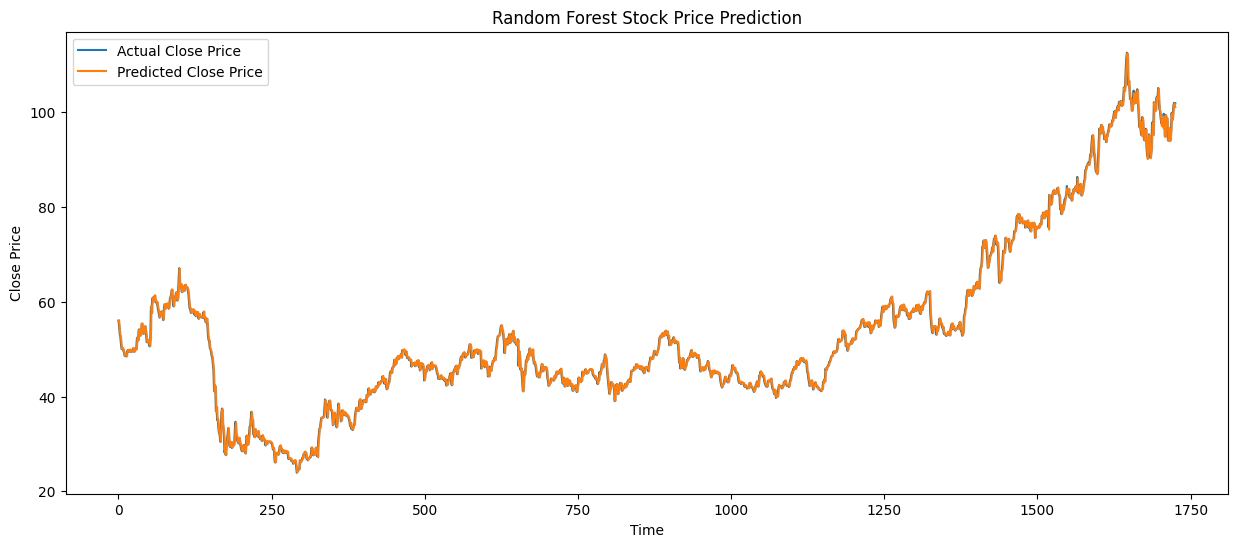 Random Forest Stock Price Prediction
Actual Close Price
Predicted Close Price
Close Price
100
80
60
40
20
0 250 500 750 1000 1250 1500 1750
Time